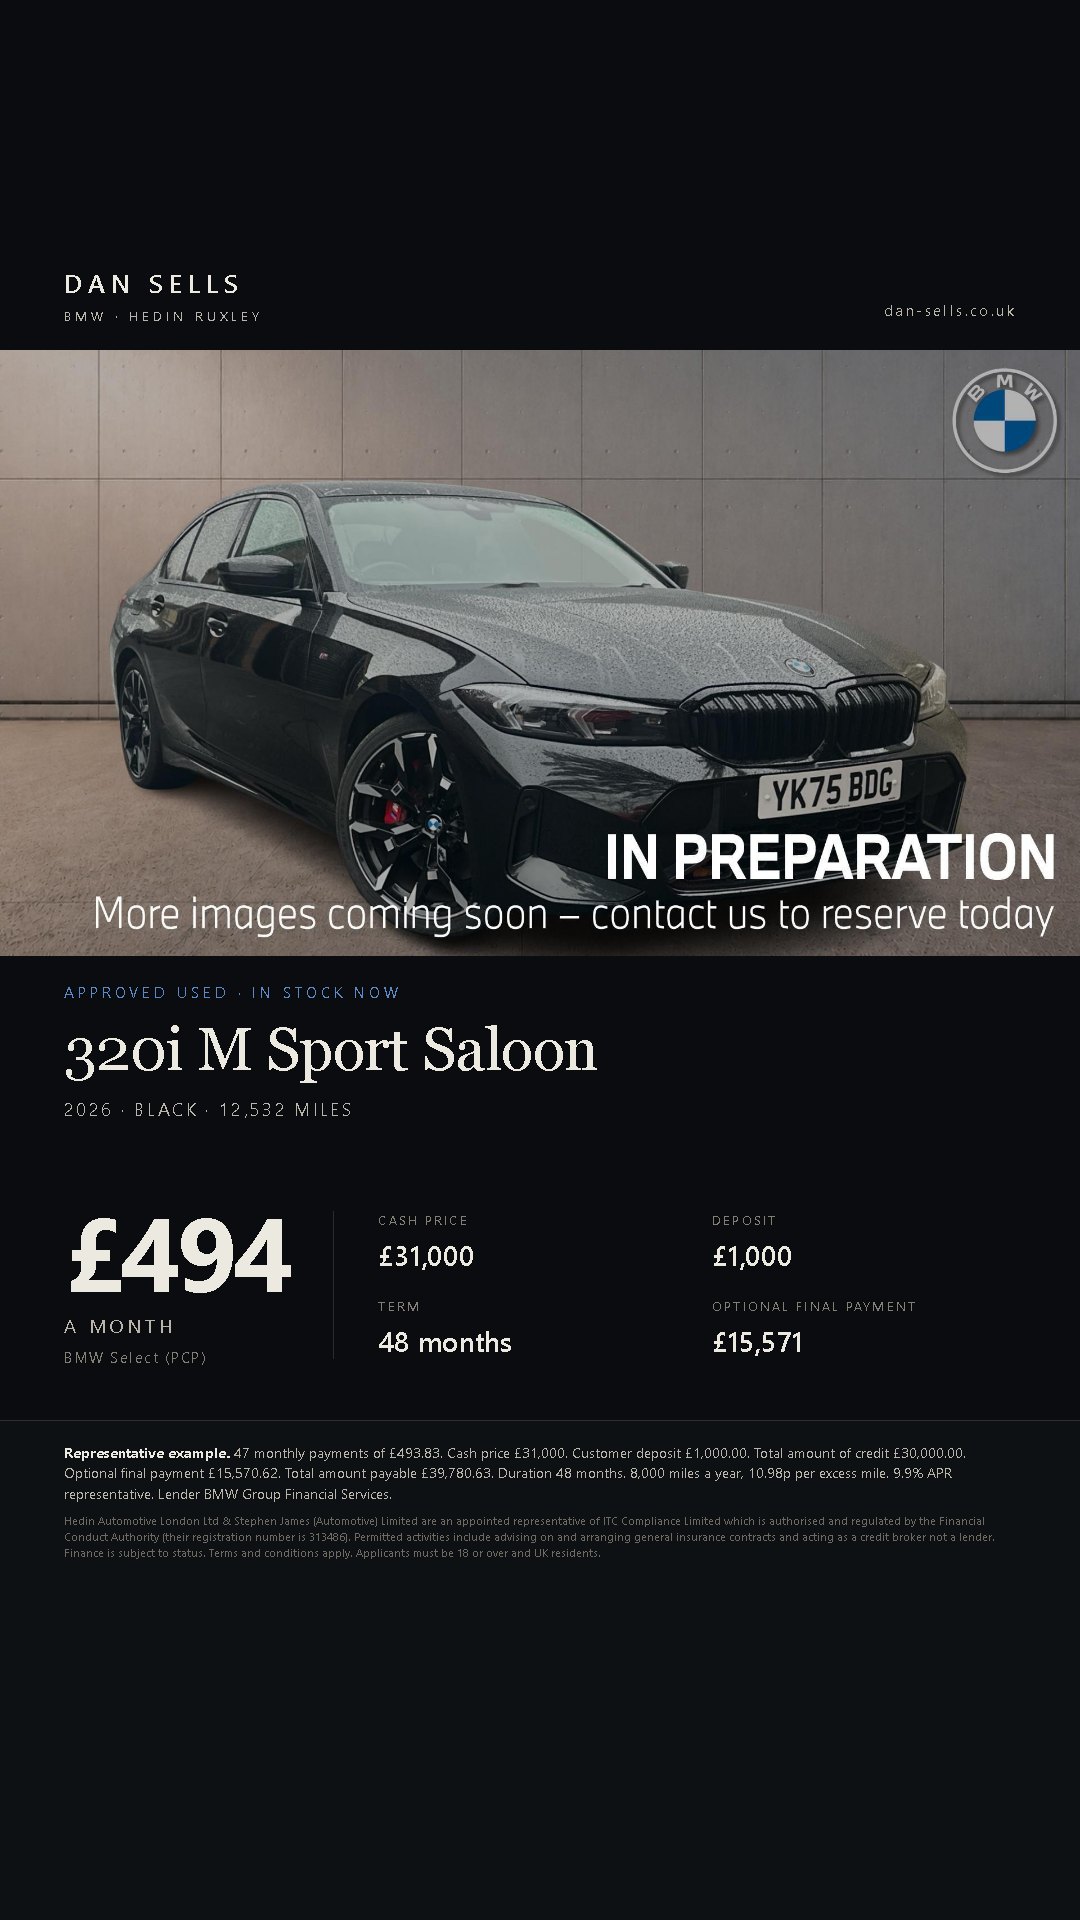 DAN SELLS
BMW · HEDIN RUXLEY
dan-sells.co.uk
BMW
YK75 BDG
IN PREPARATION
More images coming soon – contact us to reserve today
APPROVED USED · IN STOCK NOW
320i M Sport Saloon
2026 · BLACK · 12,532 MILES
£494
A MONTH
BMW Select (PCP)
CASH PRICE
£31,000
DEPOSIT
£1,000
TERM
48 months
OPTIONAL FINAL PAYMENT
£15,571
Representative example. 47 monthly payments of £493.83. Cash price £31,000. Customer deposit £1,000.00. Total amount of credit £30,000.00.
Optional final payment £15,570.62. Total amount payable £39,780.63. Duration 48 months. 8,000 miles a year, 10.98p per excess mile. 9.9% APR
representative. Lender BMW Group Financial Services.
Hedin Automotive London Ltd & Stephen James (Automotive) Limited are an appointed representative of ITC Compliance Limited which is authorised and regulated by the Financial
Conduct Authority (their registration number is 313486). Permitted activities include advising on and arranging general insurance contracts and acting as a credit broker not a lender.
Finance is subject to status. Terms and conditions apply. Applicants must be 18 or over and UK residents.